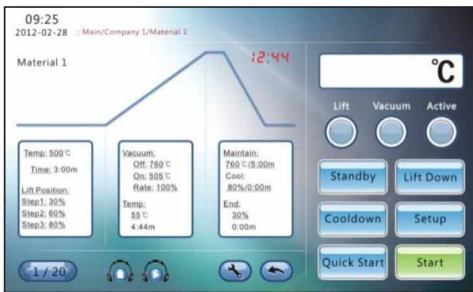 09:25
2012-02-28 :: Main/Company 1/Material 1
Material 1
12:44
℃
Lift Vacuum Active
Temp: 500 ℃
Time: 3:00m
Lift Position:
Step1: 30%
Step2: 60%
Step3: 80%
Vacuum:
Off: 760 ℃
On: 505 ℃
Rate: 100%
Temp:
55 ℃
4:44m
Maintain:
760 ℃/5:00m
Cool:
80%/0:00m
End:
30%
0:00m
Standby
Lift Down
Cooldown
Setup
Quick Start
Start
1 / 20